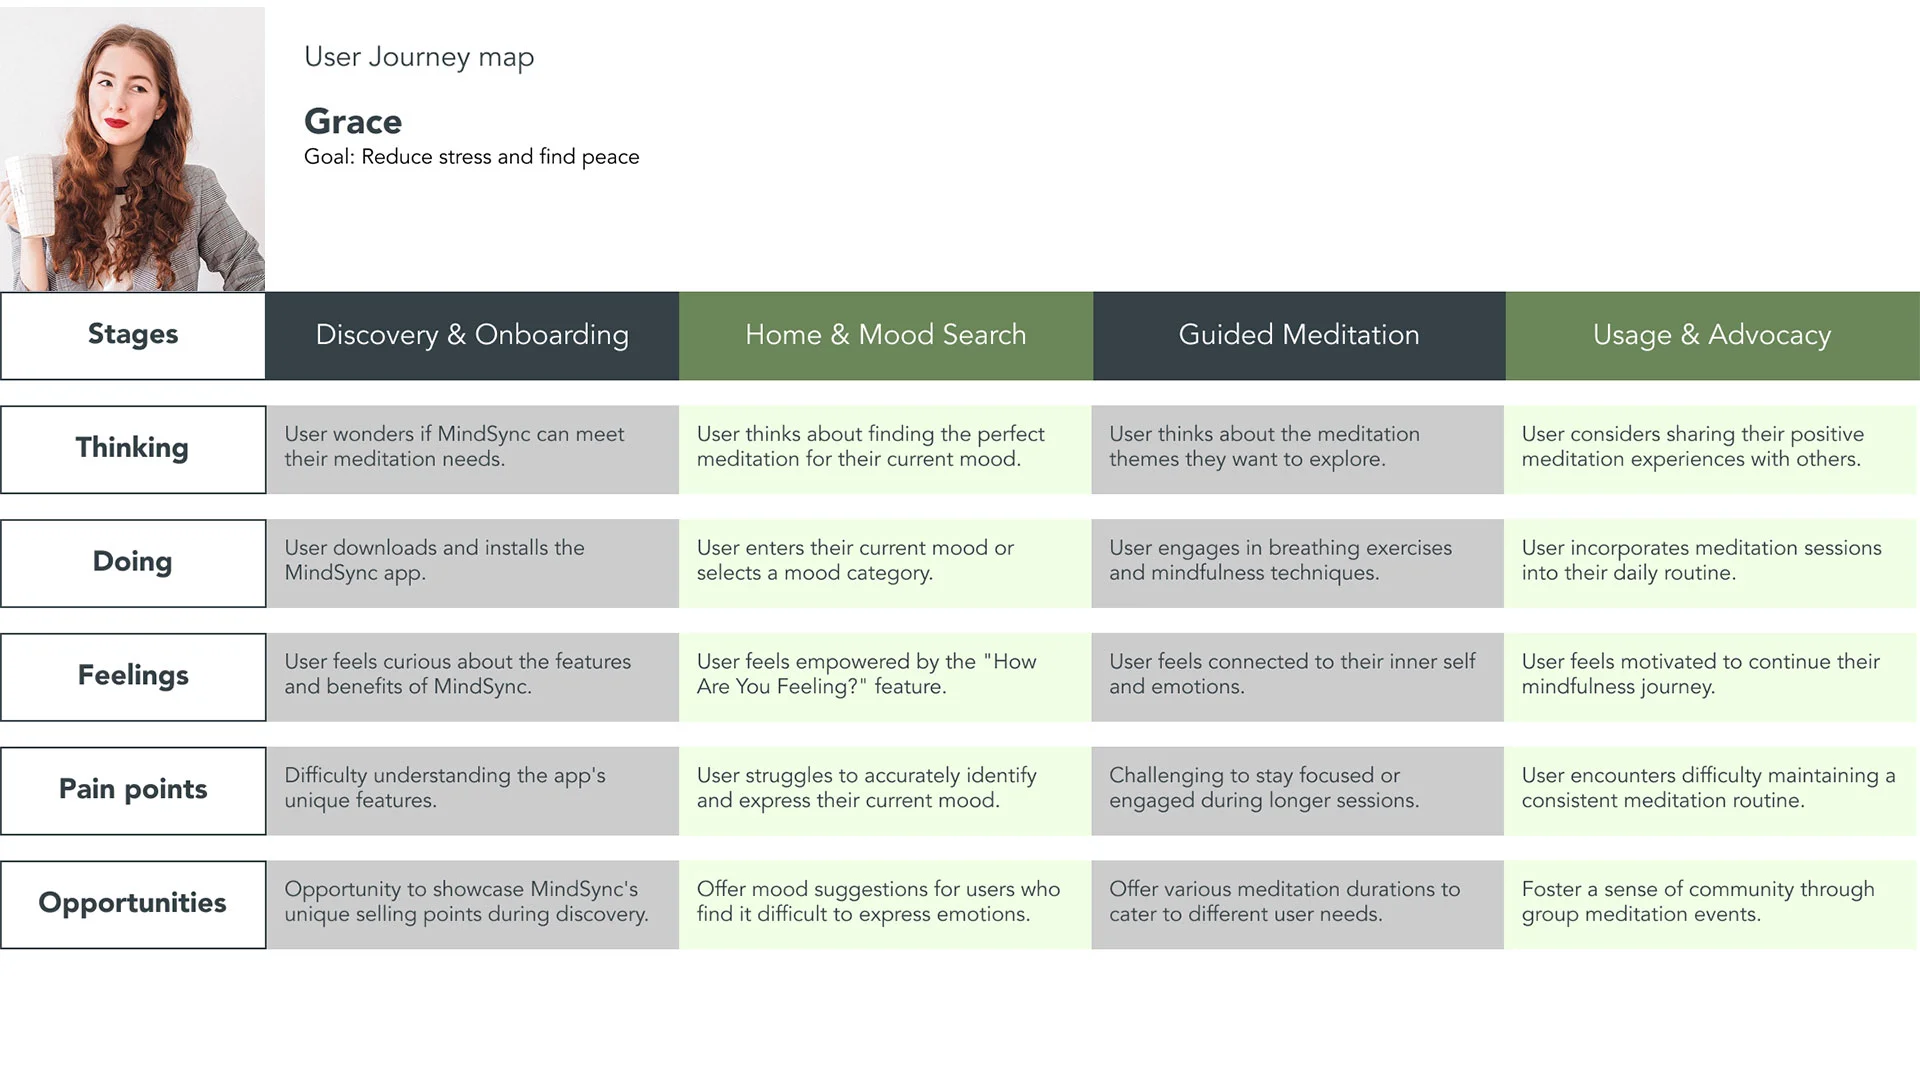 User Journey map
Grace
Goal: Reduce stress and find peace
Stages
Discovery & Onboarding
Home & Mood Search
Guided Meditation
Usage & Advocacy
Thinking
User wonders if MindSync can meet
their meditation needs.
User thinks about finding the perfect
meditation for their current mood.
User thinks about the meditation
themes they want to explore.
User considers sharing their positive
meditation experiences with others.
Doing
User downloads and installs the
MindSync app.
User enters their current mood or
selects a mood category.
User engages in breathing exercises
and mindfulness techniques.
User incorporates meditation sessions
into their daily routine.
Feelings
User feels curious about the features
and benefits of MindSync.
User feels empowered by the "How
Are You Feeling?" feature.
User feels connected to their inner self
and emotions.
User feels motivated to continue their
mindfulness journey.
Pain points
Difficulty understanding the app's
unique features.
User struggles to accurately identify
and express their current mood.
Challenging to stay focused or
engaged during longer sessions.
User encounters difficulty maintaining a
consistent meditation routine.
Opportunities
Opportunity to showcase MindSync's
unique selling points during discovery.
Offer mood suggestions for users who
find it difficult to express emotions.
Offer various meditation durations to
cater to different user needs.
Foster a sense of community through
group meditation events.